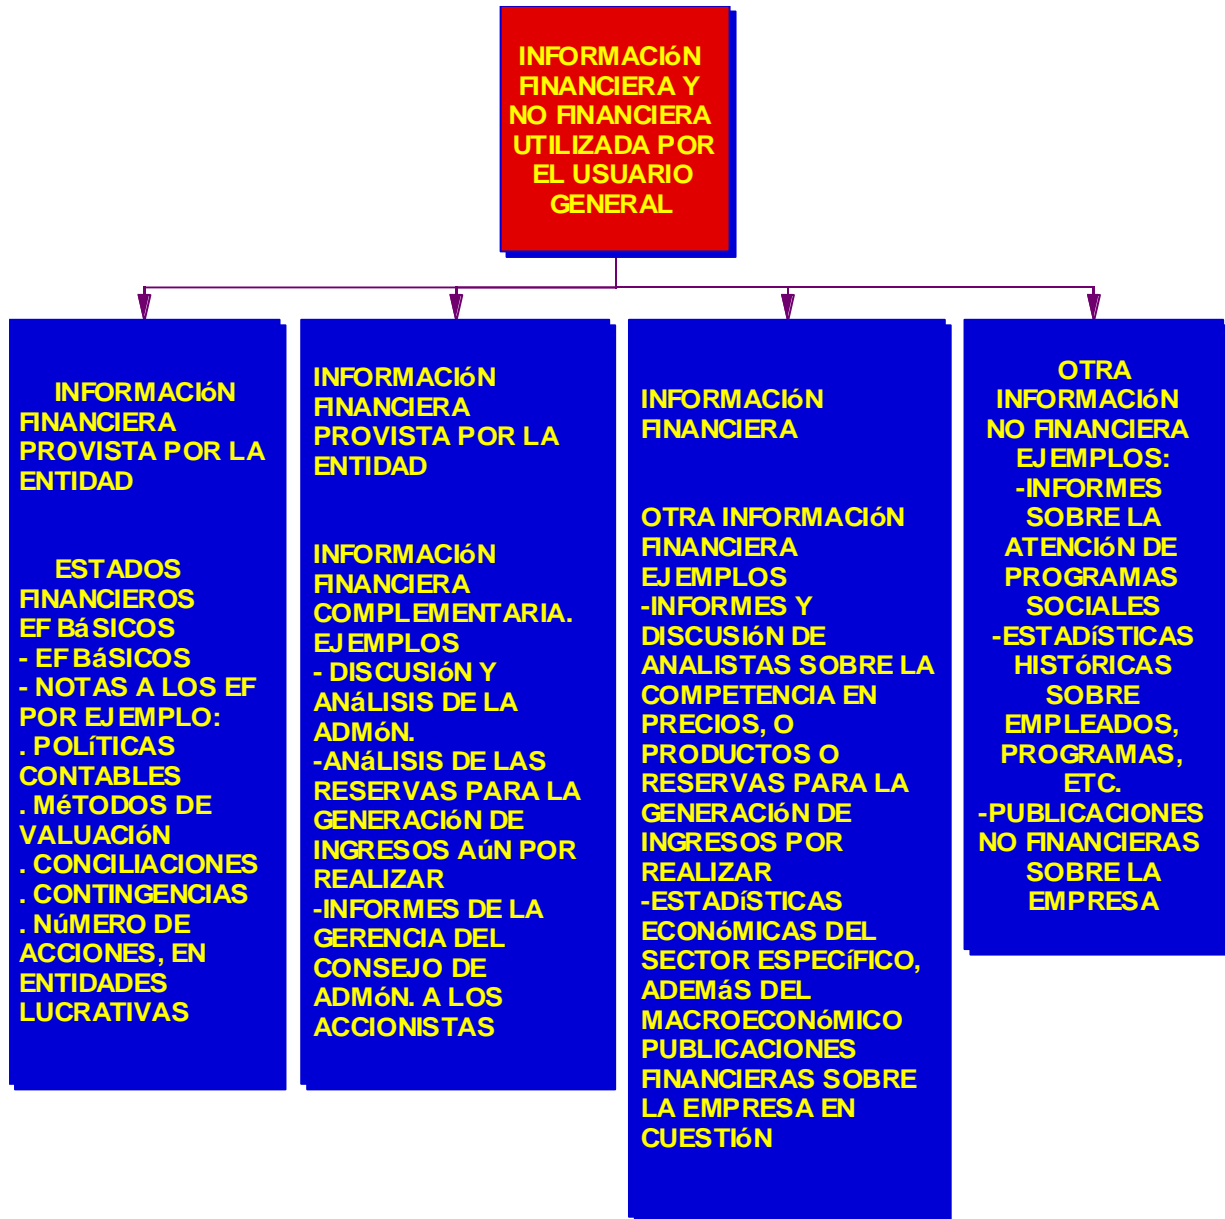 INFORMACIóN
FINANCIERA Y
NO FINANCIERA
UTILIZADA POR
EL USUARIO
GENERAL
INFORMACIóN
FINANCIERA
PROVISTA POR LA
ENTIDAD
ESTADOS
FINANCIEROS
EF BáSICOS
- EF BáSICOS
- NOTAS A LOS EF
POR EJEMPLO:
. POLíTICAS
CONTABLES
. MéTODOS DE
VALUACIóN
. CONCILIACIONES
. CONTINGENCIAS
. NúMERO DE
ACCIONES, EN
ENTIDADES
LUCRATIVAS
INFORMACIóN
FINANCIERA
PROVISTA POR LA
ENTIDAD
INFORMACIóN
FINANCIERA
COMPLEMENTARIA.
EJEMPLOS
- DISCUSIóN Y
ANáLISIS DE LA
ADMóN.
-ANáLISIS DE LAS
RESERVAS PARA LA
GENERACIóN DE
INGRESOS AúN POR
REALIZAR
-INFORMES DE LA
GERENCIA DEL
CONSEJO DE
ADMóN. A LOS
ACCIONISTAS
INFORMACIóN
FINANCIERA
OTRA INFORMACIóN
FINANCIERA
EJEMPLOS
-INFORMES Y
DISCUSIóN DE
ANALISTAS SOBRE LA
COMPETENCIA EN
PRECIOS, O
PRODUCTOS O
RESERVAS PARA LA
GENERACIóN DE
INGRESOS POR
REALIZAR
-ESTADíSTICAS
ECONóMICAS DEL
SECTOR ESPECíFICO,
ADEMáS DEL
MACROECONóMICO
PUBLICACIONES
FINANCIERAS SOBRE
LA EMPRESA EN
CUESTIóN
OTRA
INFORMACIóN
NO FINANCIERA
EJEMPLOS:
-INFORMES
SOBRE LA
ATENCIóN DE
PROGRAMAS
SOCIALES
-ESTADíSTICAS
HISTóRICAS
SOBRE
EMPLEADOS,
PROGRAMAS,
ETC.
-PUBLICACIONES
NO FINANCIERAS
SOBRE LA
EMPRESA